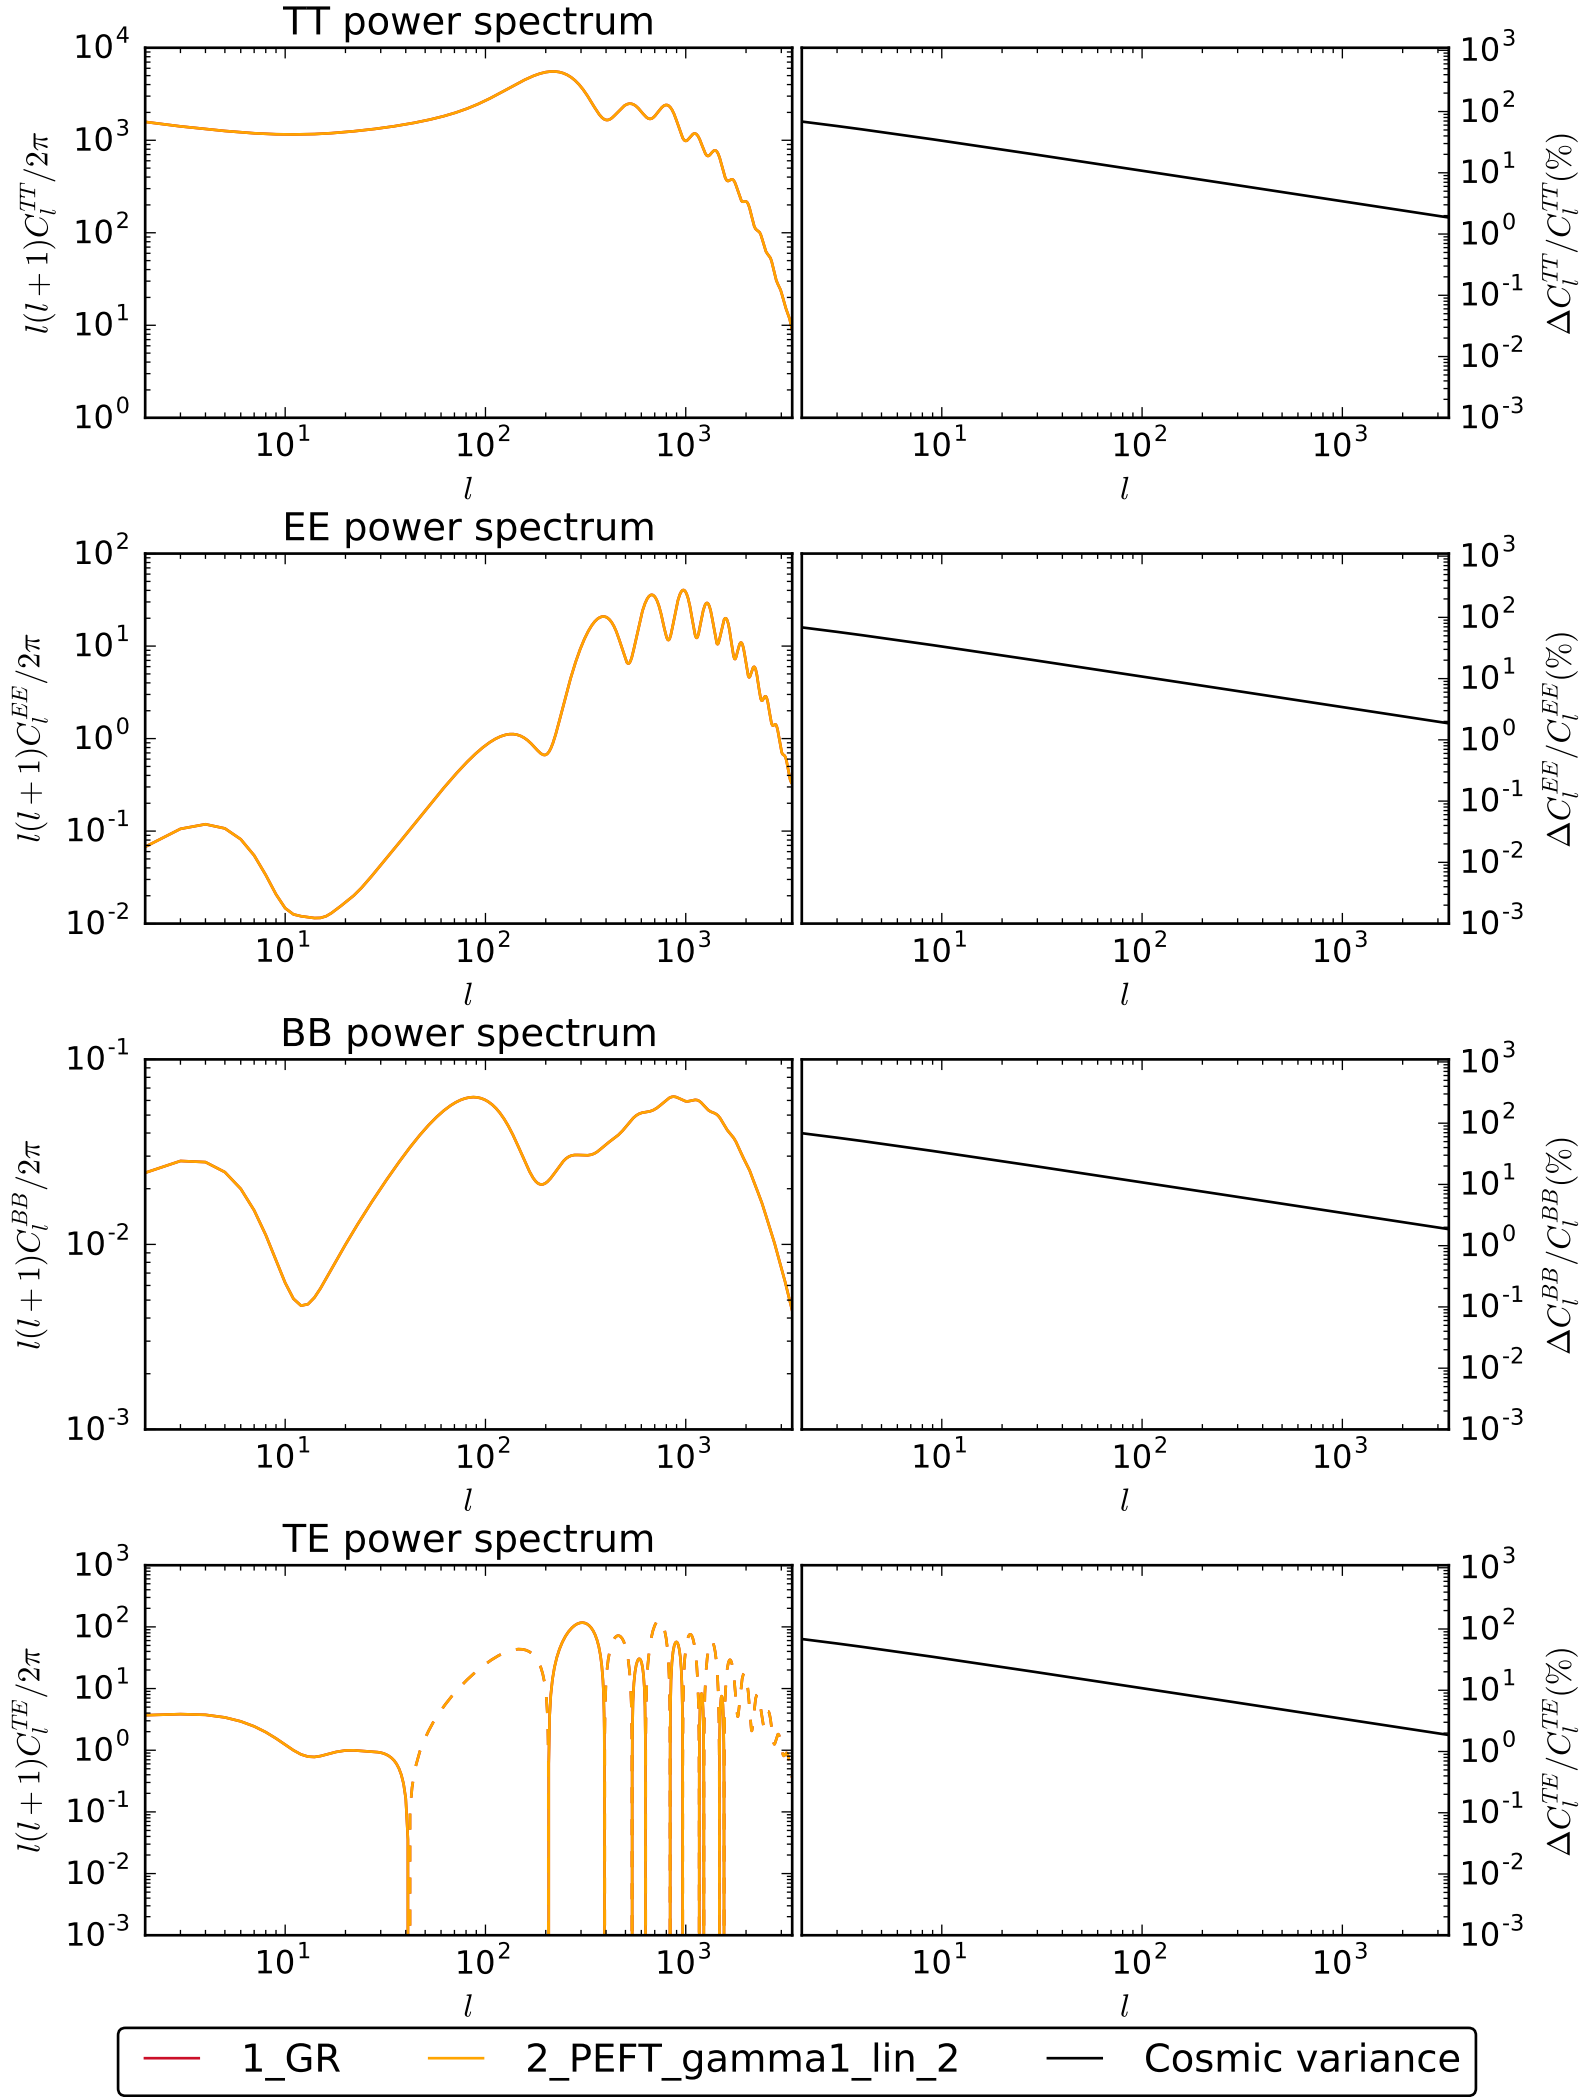 TT power spectrum
10^4 10^3 10^2 10^1 10^0
l(l + 1)C_l^{TT}/2π
10^1 10^2 10^3
l
10^3 10^2 10^1 10^0 10^-1 10^-2 10^-3
ΔC_l^{TT}/C_l^{TT}(%)
10^1 10^2 10^3
l
EE power spectrum
10^2 10^1 10^0 10^-1 10^-2
l(l + 1)C_l^{EE}/2π
10^1 10^2 10^3
l
10^3 10^2 10^1 10^0 10^-1 10^-2 10^-3
ΔC_l^{EE}/C_l^{EE}(%)
10^1 10^2 10^3
l
BB power spectrum
10^-1 10^-2 10^-3
l(l + 1)C_l^{BB}/2π
10^1 10^2 10^3
l
10^3 10^2 10^1 10^0 10^-1 10^-2 10^-3
ΔC_l^{BB}/C_l^{BB}(%)
10^1 10^2 10^3
l
TE power spectrum
10^3 10^2 10^1 10^0 10^-1 10^-2 10^-3
l(l + 1)C_l^{TE}/2π
10^1 10^2 10^3
l
10^3 10^2 10^1 10^0 10^-1 10^-2 10^-3
ΔC_l^{TE}/C_l^{TE}(%)
10^1 10^2 10^3
l
1_GR 2_PEFT_gamma1_lin_2 Cosmic variance